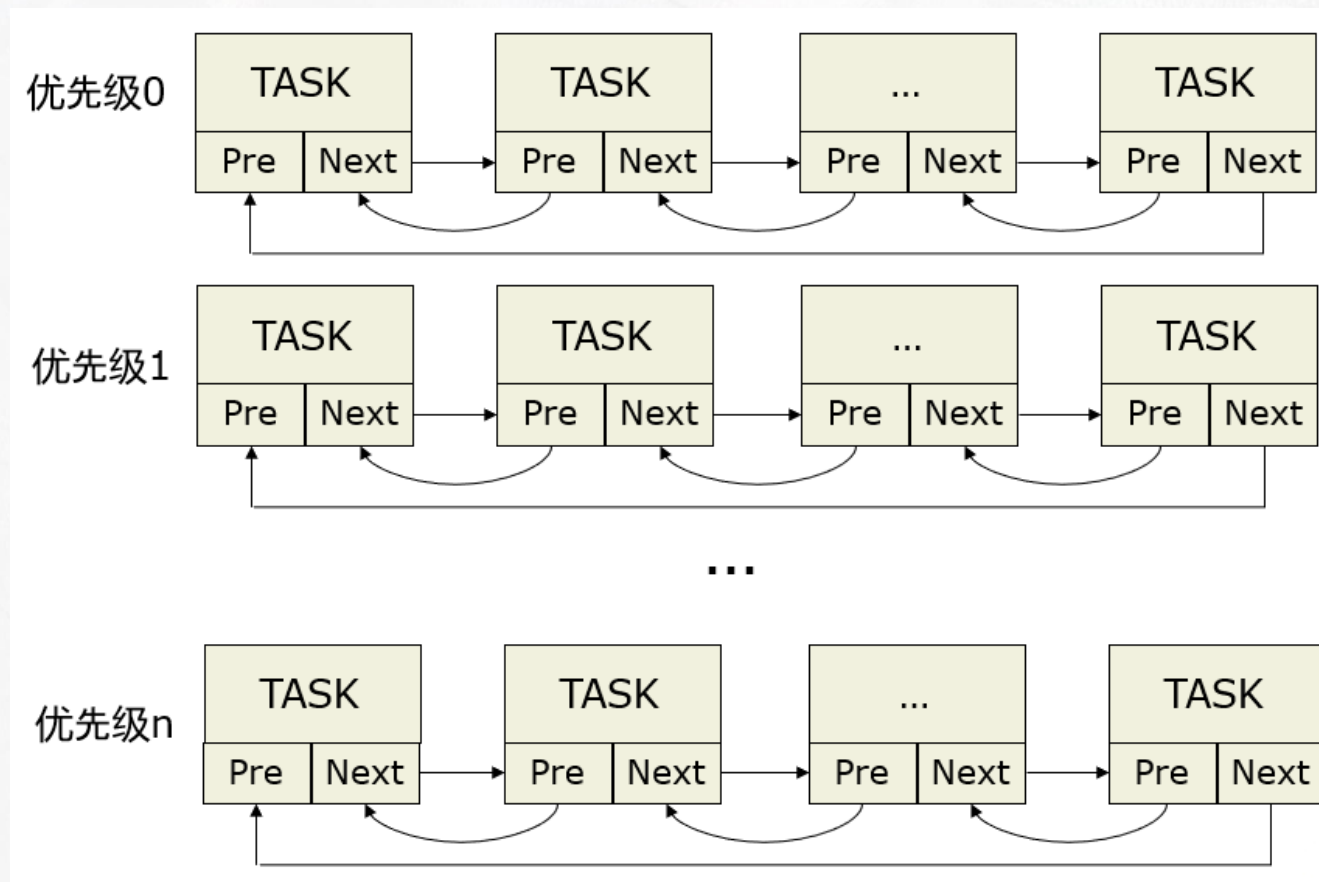 优先级0 TASK TASK ... TASK
Pre Next Pre Next Pre Next Pre Next
优先级1 TASK TASK ... TASK
Pre Next Pre Next Pre Next Pre Next
...
优先级n TASK TASK ... TASK
Pre Next Pre Next Pre Next Pre Next